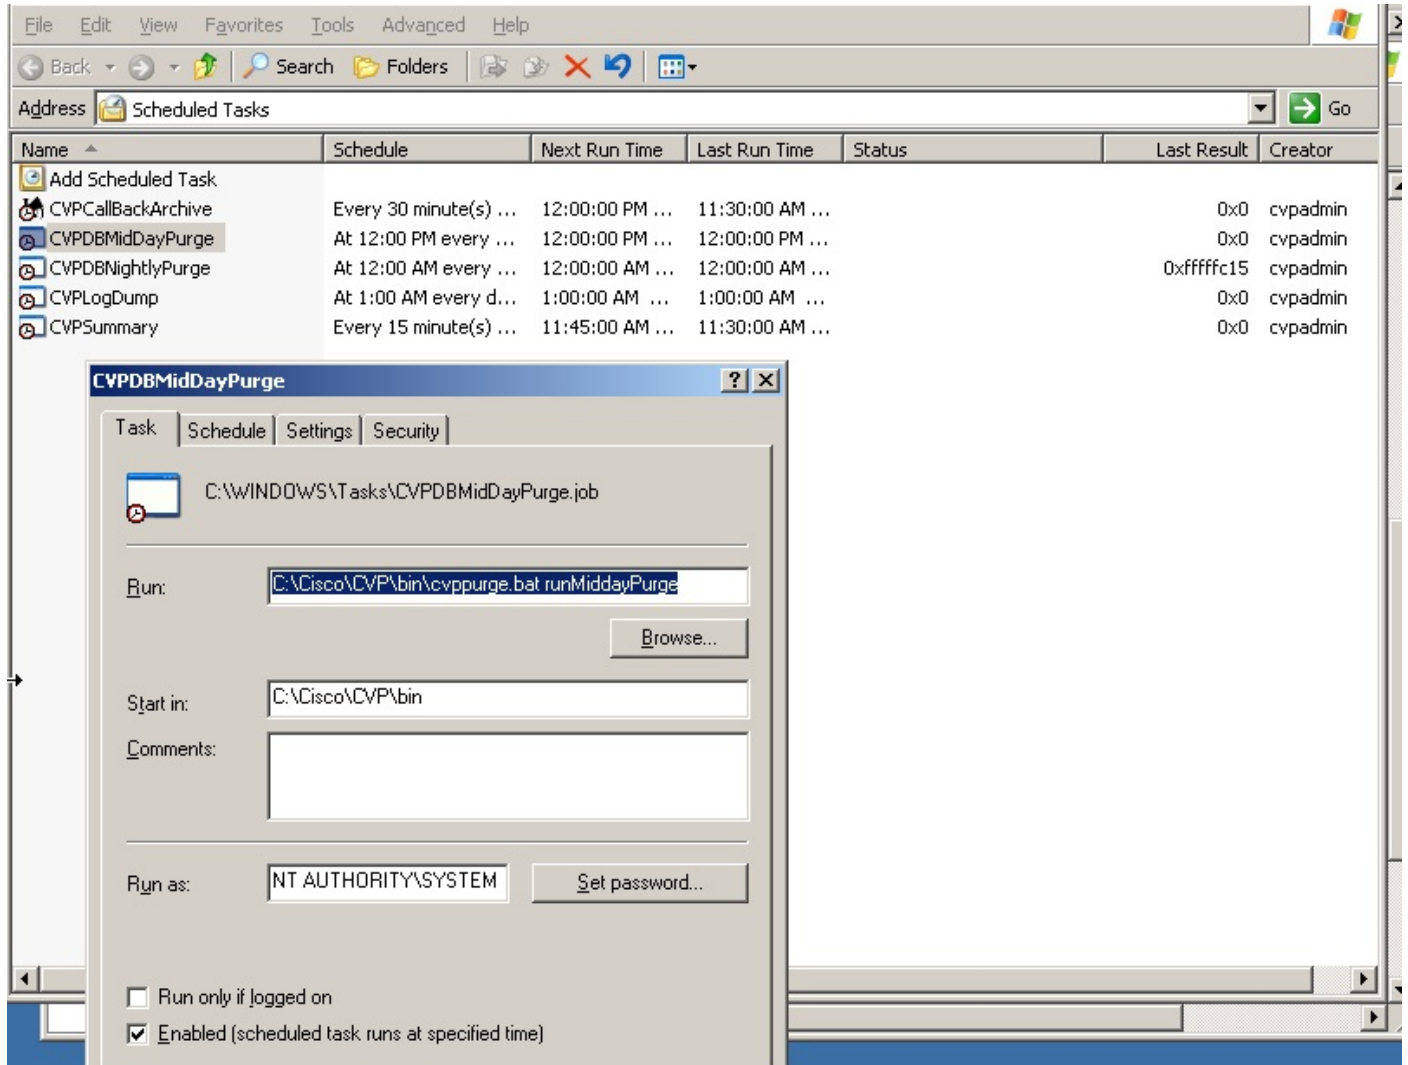 File Edit View Favorites Tools Advanced Help
Back Search Folders
Address Scheduled Tasks Go
Name Schedule Next Run Time Last Run Time Status Last Result Creator
Add Scheduled Task
CVPCallBackArchive Every 30 minute(s) ... 12:00:00 PM ... 11:30:00 AM ... 0x0 cvpadmin
CVPDBMidDayPurge At 12:00 PM every ... 12:00:00 PM ... 12:00:00 PM ... 0x0 cvpadmin
CVPDBNightlyPurge At 12:00 AM every ... 12:00:00 AM ... 12:00:00 AM ... 0xfffffc15 cvpadmin
CVPLogDump At 1:00 AM every d... 1:00:00 AM ... 1:00:00 AM ... 0x0 cvpadmin
CVPSummary Every 15 minute(s) ... 11:45:00 AM ... 11:30:00 AM ... 0x0 cvpadmin
CVPDBMidDayPurge
Task Schedule Settings Security
C:\WINDOWS\Tasks\CVPDBMidDayPurge.job
Run: C:\Cisco\CVP\bin\cvppurge.bat runMiddayPurge
Browse...
Start in: C:\Cisco\CVP\bin
Comments:
Run as: NT AUTHORITY\SYSTEM Set password...
Run only if logged on
Enabled (scheduled task runs at specified time)